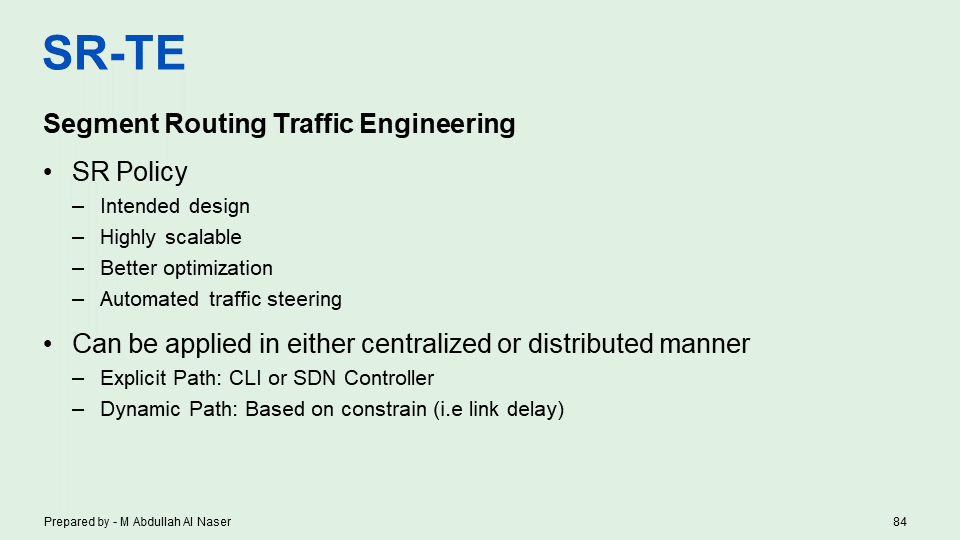 SR-TE
Segment Routing Traffic Engineering
• SR Policy
– Intended design
– Highly scalable
– Better optimization
– Automated traffic steering
• Can be applied in either centralized or distributed manner
– Explicit Path: CLI or SDN Controller
– Dynamic Path: Based on constrain (i.e link delay)
Prepared by - M Abdullah Al Naser
84